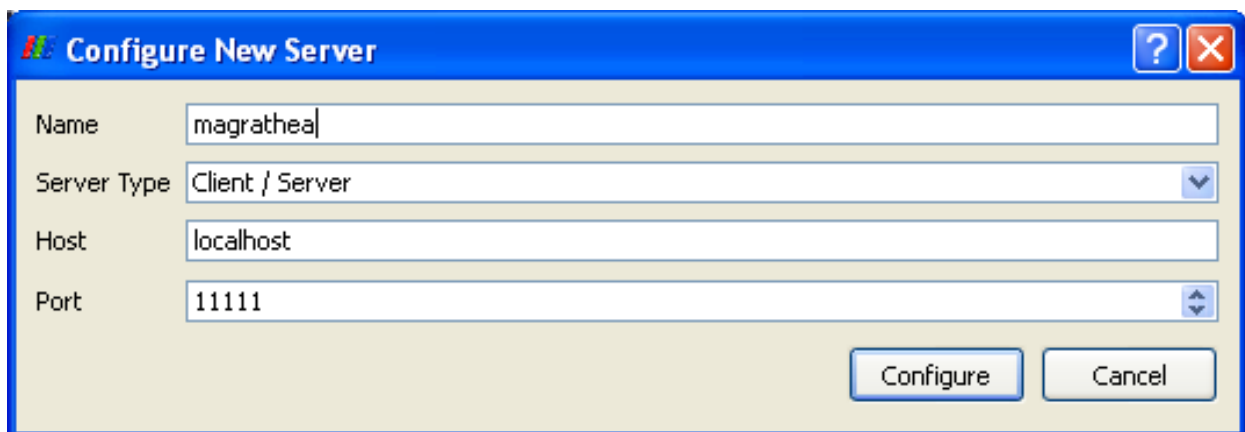 Configure New Server
Name magrathea
Server Type Client / Server
Host localhost
Port 11111
Configure Cancel